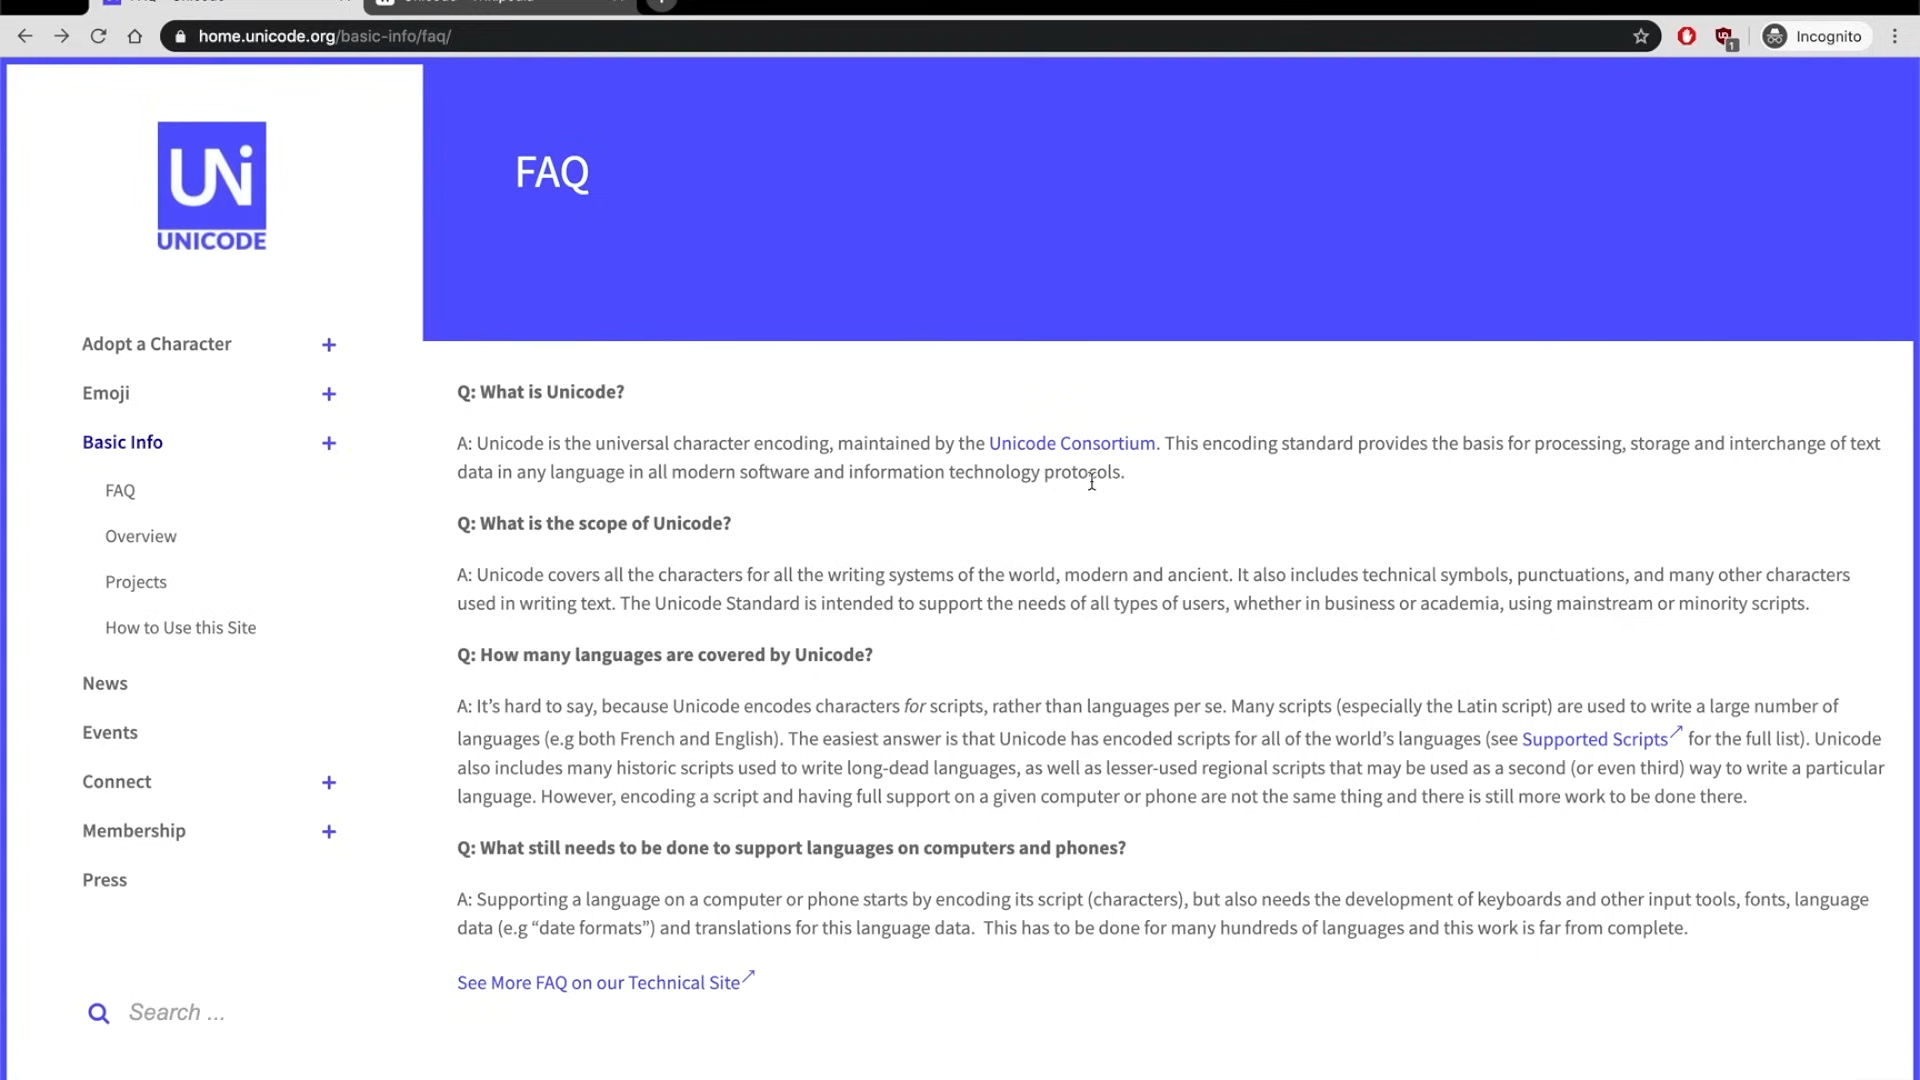 home.unicode.org/basic-info/faq/
1
Incognito
UNi
UNICODE
FAQ
Adopt a Character +
Emoji +
Basic Info +
FAQ
Overview
Projects
How to Use this Site
News
Events
Connect +
Membership +
Press
Search ...
Q: What is Unicode?
A: Unicode is the universal character encoding, maintained by the Unicode Consortium. This encoding standard provides the basis for processing, storage and interchange of text
data in any language in all modern software and information technology protocols.
Q: What is the scope of Unicode?
A: Unicode covers all the characters for all the writing systems of the world, modern and ancient. It also includes technical symbols, punctuations, and many other characters
used in writing text. The Unicode Standard is intended to support the needs of all types of users, whether in business or academia, using mainstream or minority scripts.
Q: How many languages are covered by Unicode?
A: It’s hard to say, because Unicode encodes characters for scripts, rather than languages per se. Many scripts (especially the Latin script) are used to write a large number of
languages (e.g both French and English). The easiest answer is that Unicode has encoded scripts for all of the world’s languages (see Supported Scripts for the full list). Unicode
also includes many historic scripts used to write long-dead languages, as well as lesser-used regional scripts that may be used as a second (or even third) way to write a particular
language. However, encoding a script and having full support on a given computer or phone are not the same thing and there is still more work to be done there.
Q: What still needs to be done to support languages on computers and phones?
A: Supporting a language on a computer or phone starts by encoding its script (characters), but also needs the development of keyboards and other input tools, fonts, language
data (e.g “date formats”) and translations for this language data. This has to be done for many hundreds of languages and this work is far from complete.
See More FAQ on our Technical Site